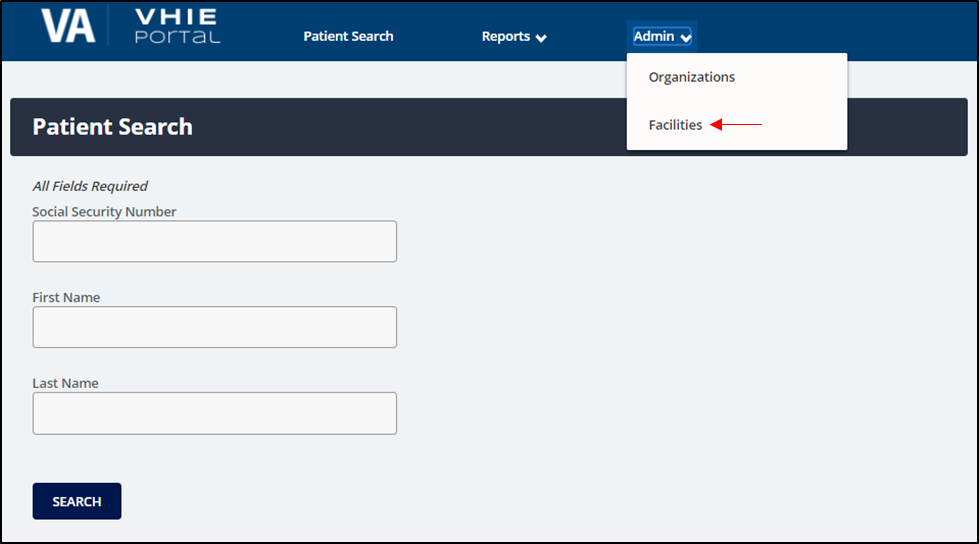 VA
VHIE
PORTAL
Patient Search
Reports
Admin
Organizations
Facilities
Patient Search
All Fields Required
Social Security Number
First Name
Last Name
SEARCH